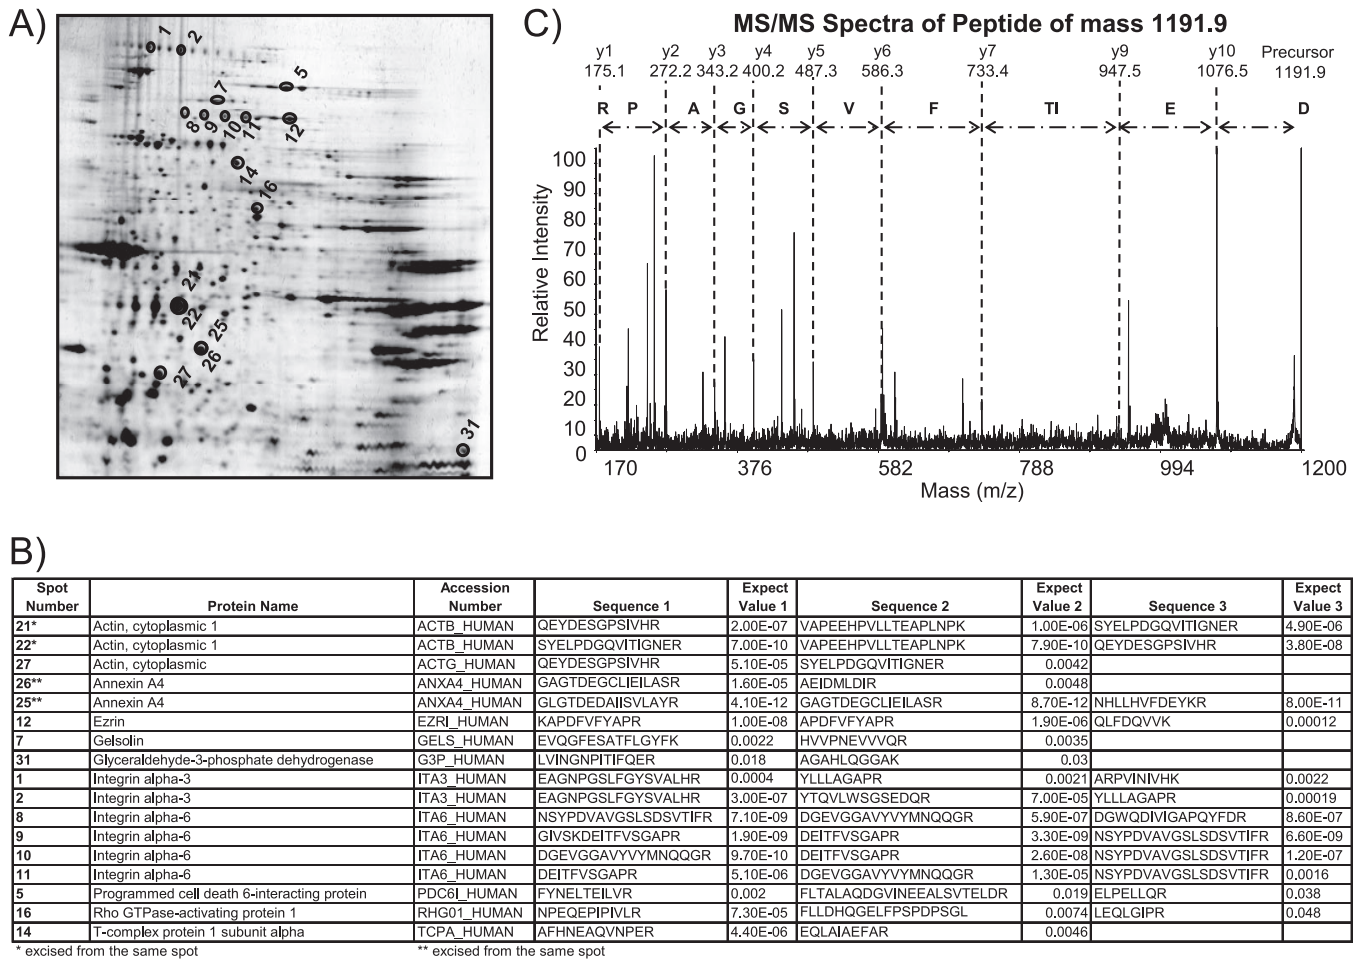 A)
1
2
5
7
8
9
10
11
12
14
16
21
22
25
26
27
31
C)
MS/MS Spectra of Peptide of mass 1191.9
y1 y2 y3 y4 y5 y6 y7 y9 y10 Precursor
175.1 272.2 343.2 400.2 487.3 586.3 733.4 947.5 1076.5 1191.9
R P A G S V F TI E D
Relative Intensity
100
90
80
70
60
50
40
30
20
10
0
170 376 582 788 994 1200
Mass (m/z)
B)
Spot Number Protein Name Accession Number Sequence 1 Expect Value 1 Sequence 2 Expect Value 2 Sequence 3 Expect Value 3
21* Actin, cytoplasmic 1 ACTB_HUMAN QEYDESGPSIVHR 2.00E-07 VAPEEHPVLLTEAPLNPK 1.00E-06 SYELPDGQVITIGNER 4.90E-06
22* Actin, cytoplasmic 1 ACTB_HUMAN SYELPDGQVITIGNER 7.00E-10 VAPEEHPVLLTEAPLNPK 7.90E-10 QEYDESGPSIVHR 3.80E-08
27 Actin, cytoplasmic ACTG_HUMAN QEYDESGPSIVHR 5.10E-05 SYELPDGQVITIGNER 0.0042
26** Annexin A4 ANXA4_HUMAN GAGTDEGCLIEILASR 1.60E-05 AEIDMLDIR 0.0048
25** Annexin A4 ANXA4_HUMAN GLGTDEDAIISVLAYR 4.10E-12 GAGTDEGCLIEILASR 8.70E-12 NHLLHVFDEYKR 8.00E-11
12 Ezrin EZRI_HUMAN KAPDFVFYAPR 1.00E-08 APDFVFYAPR 1.90E-06 QLFDQVVK 0.00012
7 Gelsolin GELS_HUMAN EVQGFESATFLGYFK 0.0022 HVVPNEVVVQR 0.0035
31 Glyceraldehyde-3-phosphate dehydrogenase G3P_HUMAN LVINGNPITIFQER 0.018 AGAHLQGGAK 0.03
1 Integrin alpha-3 ITA3_HUMAN EAGNPGSLFGYSVALHR 0.0004 YLLLAGAPR 0.0021 ARPVINIVHK 0.0022
2 Integrin alpha-3 ITA3_HUMAN EAGNPGSLFGYSVALHR 3.00E-07 YTQVLWSGSEDQR 7.00E-05 YLLLAGAPR 0.00019
8 Integrin alpha-6 ITA6_HUMAN NSYPDVAVGSLSDSVTIFR 7.10E-09 DGEVGGAVYVYMNQQGR 5.90E-07 DGWQDIVIGAPQYFDR 8.60E-07
9 Integrin alpha-6 ITA6_HUMAN GIVSKDEITFVSGAPR 1.90E-09 DEITFVSGAPR 3.30E-09 NSYPDVAVGSLSDSVTIFR 6.60E-09
10 Integrin alpha-6 ITA6_HUMAN DGEVGGAVYVYMNQQGR 9.70E-10 DEITFVSGAPR 2.60E-08 NSYPDVAVGSLSDSVTIFR 1.20E-07
11 Integrin alpha-6 ITA6_HUMAN DEITFVSGAPR 5.10E-06 DGEVGGAVYVYMNQQGR 1.30E-05 NSYPDVAVGSLSDSVTIFR 0.0016
5 Programmed cell death 6-interacting protein PDC6I_HUMAN FYNELTEILVR 0.002 FLTALAQDGVINEEALSVTELDR 0.019 ELPELLQR 0.038
16 Rho GTPase-activating protein 1 RHG01_HUMAN NPEQEPIPIVLR 7.30E-05 FLLDHQGELFPSPDPSGL 0.0074 LEQLGIPR 0.048
14 T-complex protein 1 subunit alpha TCPA_HUMAN AFHNEAQVNPER 4.40E-06 EQLAIAEFAR 0.0046
* excised from the same spot ** excised from the same spot